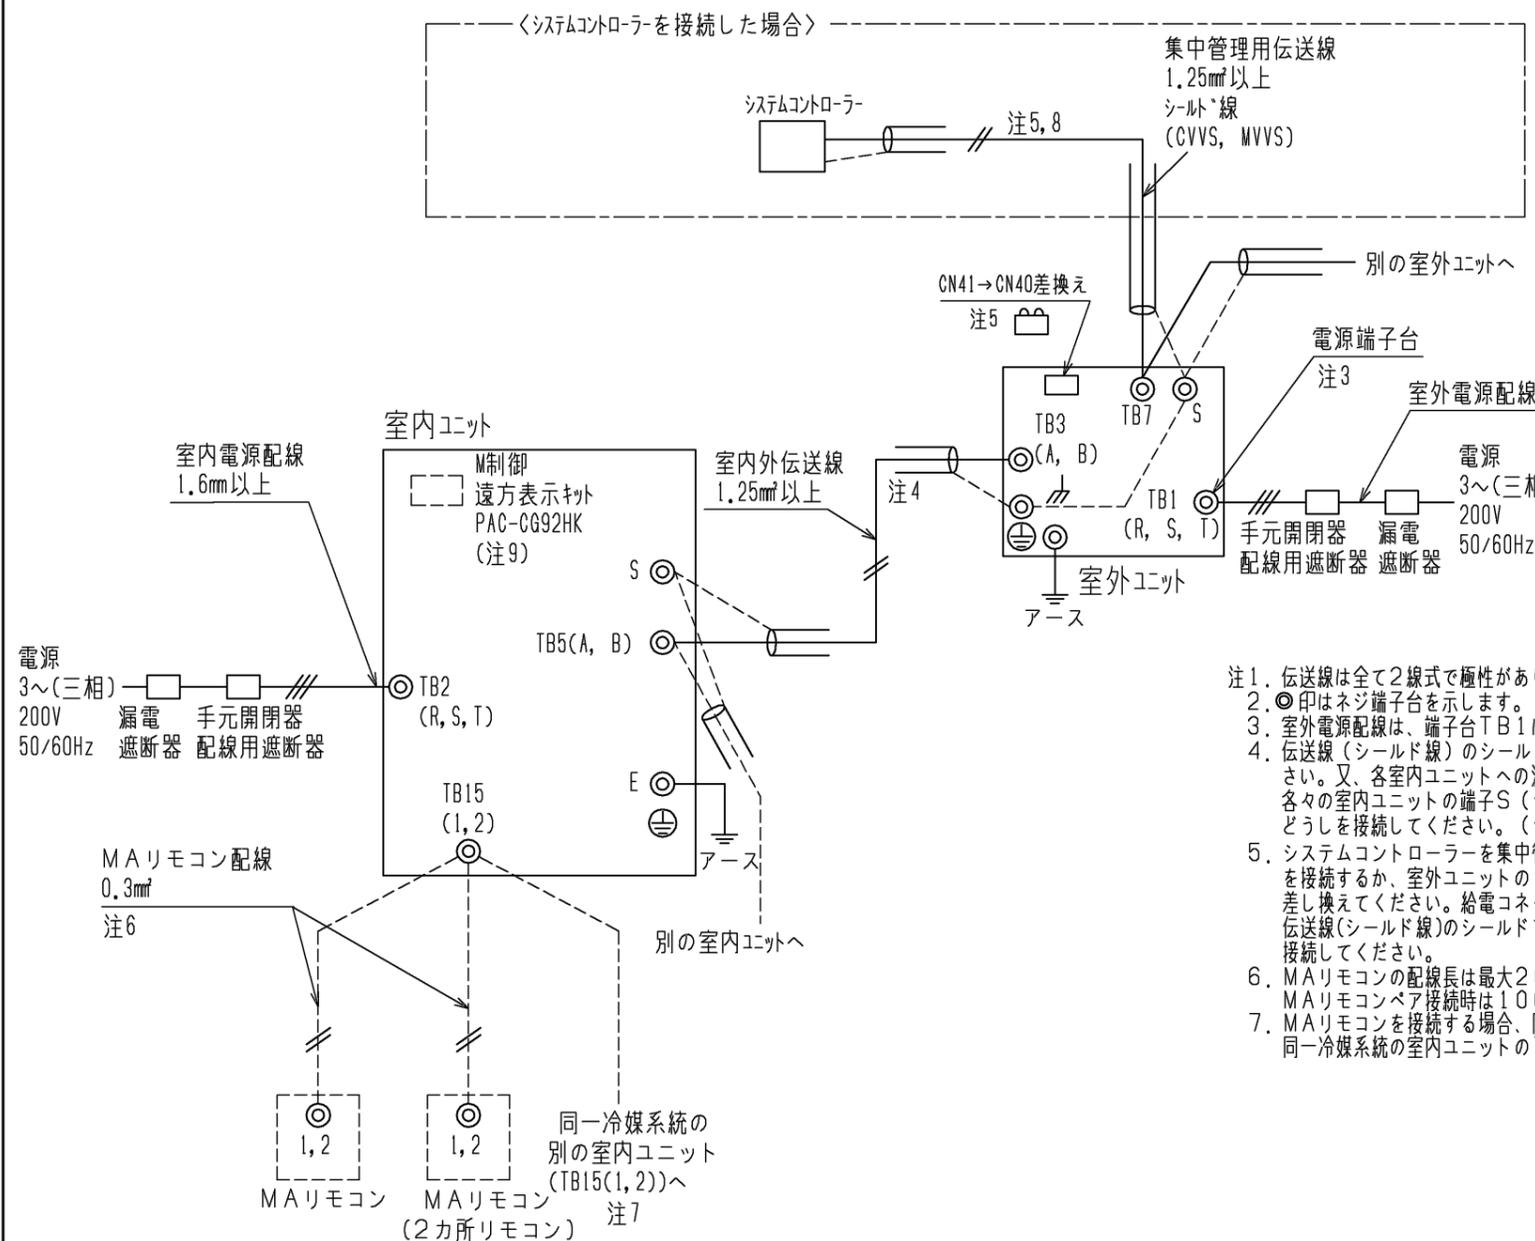 〈システムコントローラーを接続した場合〉
集中管理用伝送線
1.25㎟以上
シールド線
(CVVS, MVVS)
システムコントローラー
注5,8
別の室外ユニットへ
CN41→CN40差換え
注5
電源端子台
注3
室外電源配線
TB7
S
TB3
(A, B)
TB1
(R, S, T)
電源
3～(三相
200V
50/60Hz
手元開閉器
配線用遮断器
漏電
遮断器
室外ユニット
アース
室内ユニット
M制御
遠方表示キット
PAC-CG92HK
(注9)
室内電源配線
1.6mm以上
室内外伝送線
1.25㎟以上
注4
S
TB5(A, B)
電源
3～(三相)
200V
50/60Hz
漏電
遮断器
手元開閉器
配線用遮断器
TB2
(R,S,T)
E
アース
TB15
(1,2)
MAリモコン配線
0.3㎟
注6
別の室内ユニットへ
1,2
MAリモコン
1,2
MAリモコン
(2カ所リモコン)
同一冷媒系統の
別の室内ユニット
(TB15(1,2))へ
注7
注1. 伝送線は全て2線式で極性があ
2. ◎印はネジ端子台を示します。
3. 室外電源配線は、端子台TB1
4. 伝送線（シールド線）のシール
さい。又、各室内ユニットへの
各々の室内ユニットの端子S（
どうしを接続してください。（
5. システムコントローラーを集中
を接続するか、室外ユニットの
差し換えてください。給電コネ
伝送線(シールド線)のシールド
接続してください。
6. MAリモコンの配線長は最大2
MAリモコンペア接続時は10
7. MAリモコンを接続する場合、
同一冷媒系統の室内ユニットの